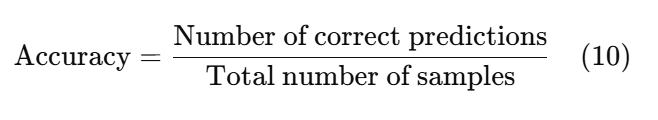 Accuracy = Number of correct predictions / Total number of samples (10)